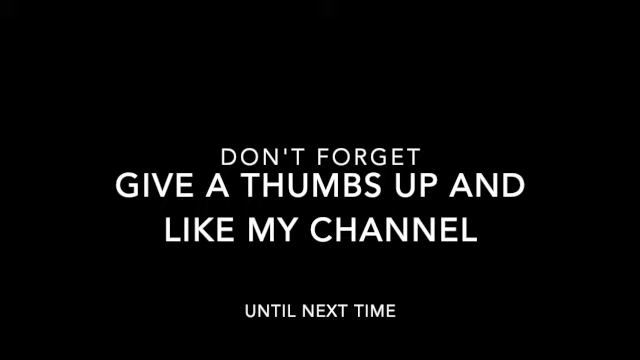 DON'T FORGET
GIVE A THUMBS UP AND
LIKE MY CHANNEL
UNTIL NEXT TIME